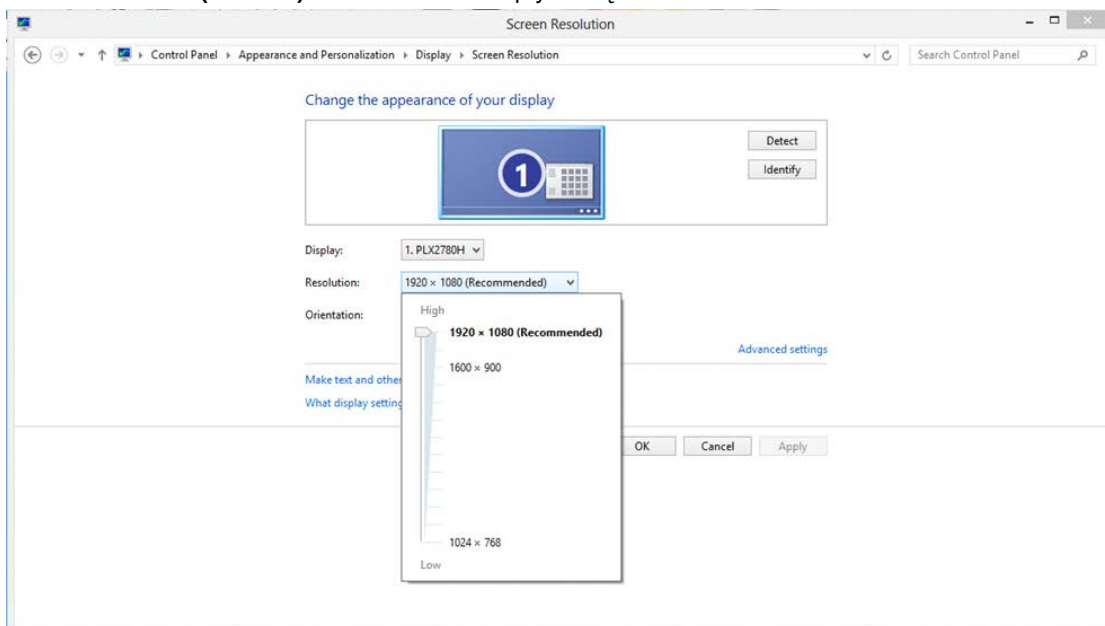 Screen Resolution
Control Panel Appearance and Personalization Display Screen Resolution
Search Control Panel
Change the appearance of your display
1
Detect
Identify
Display: 1. PLX2780H
Resolution: 1920 × 1080 (Recommended)
Orientation:
High
1920 × 1080 (Recommended)
1600 × 900
1024 × 768
Low
Advanced settings
Make text and other
What display setting
OK Cancel Apply